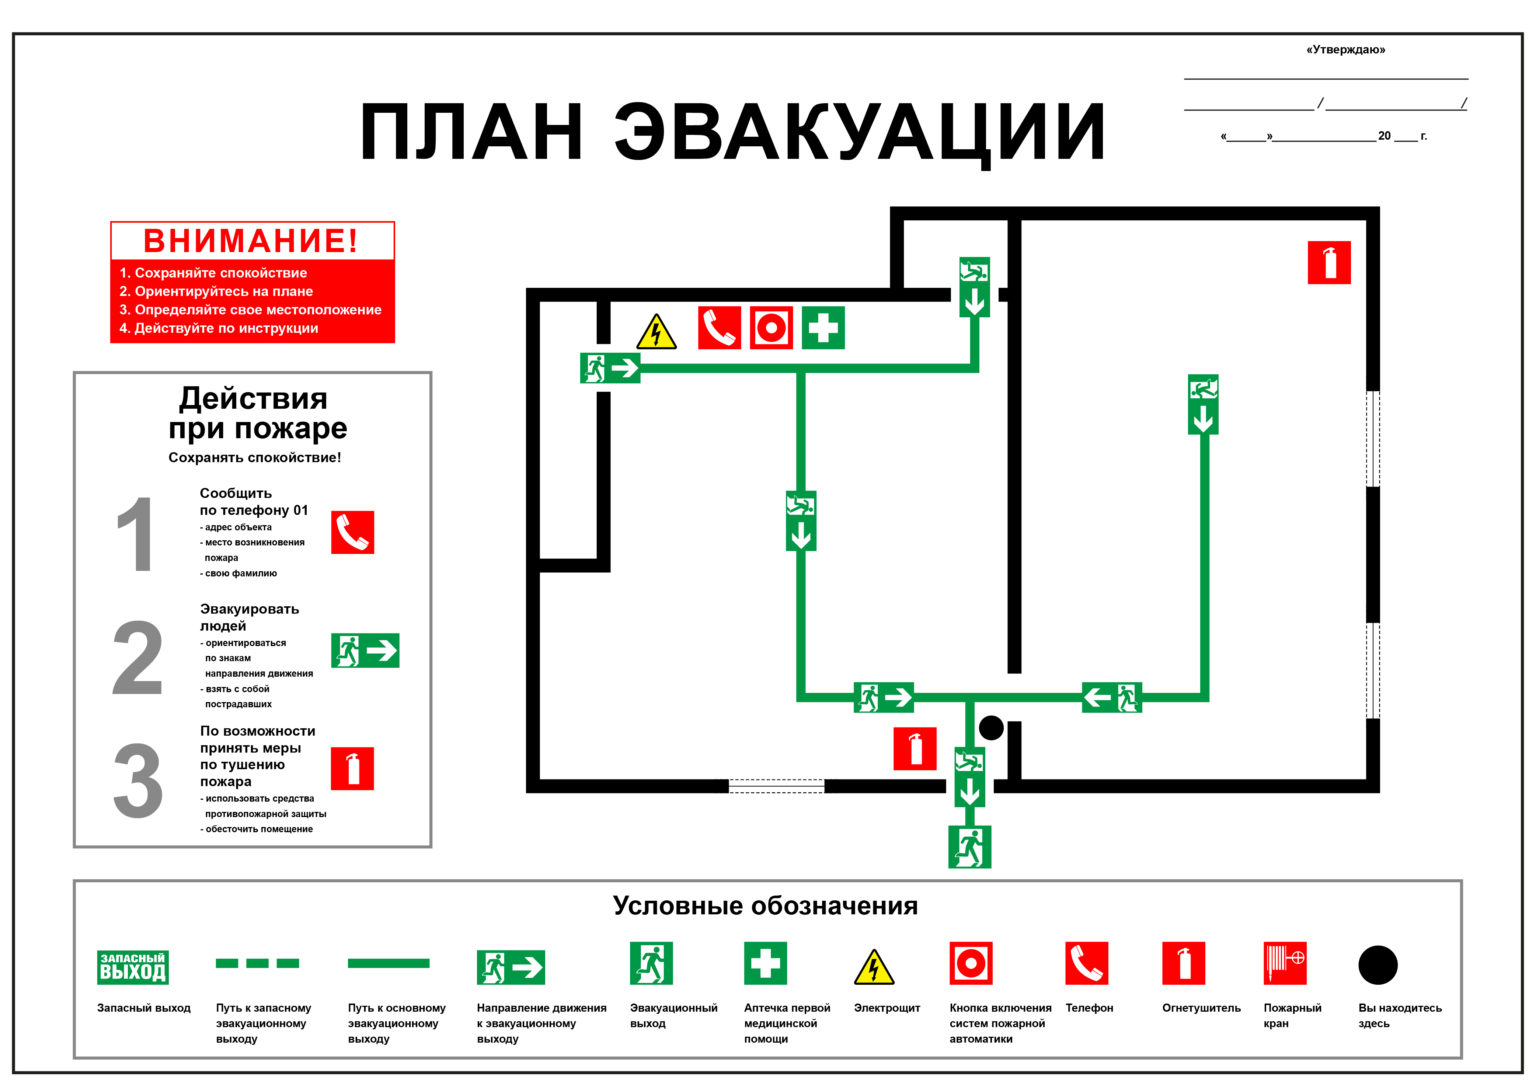 «Утверждаю»
/ /
« » 20 г.
ПЛАН ЭВАКУАЦИИ
ВНИМАНИЕ!
1. Сохраняйте спокойствие
2. Ориентируйтесь на плане
3. Определяйте свое местоположение
4. Действуйте по инструкции
Действия
при пожаре
Сохранять спокойствие!
1
Сообщить
по телефону 01
- адрес объекта
- место возникновения
пожара
- свою фамилию
2
Эвакуировать
людей
- ориентироваться
по знакам
направления движения
- взять с собой
пострадавших
3
По возможности
принять меры
по тушению
пожара
- использовать средства
противопожарной защиты
- обесточить помещение
Условные обозначения
ЗАПАСНЫЙ
ВЫХОД
Запасный выход
Путь к запасному
эвакуационному
выходу
Путь к основному
эвакуационному
выходу
Направление движения
к эвакуационному
выходу
Эвакуационный
выход
Аптечка первой
медицинской
помощи
Электрощит
Кнопка включения
систем пожарной
автоматики
Телефон
Огнетушитель
Пожарный
кран
Вы находитесь
здесь